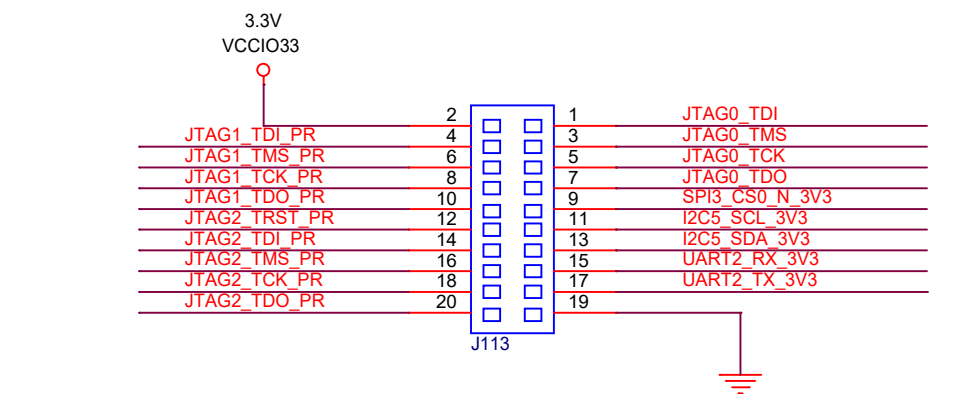 3.3V
VCCIO33
2 1 JTAG0_TDI
JTAG1_TDI_PR 4 3 JTAG0_TMS
JTAG1_TMS_PR 6 5 JTAG0_TCK
JTAG1_TCK_PR 8 7 JTAG0_TDO
JTAG1_TDO_PR 10 9 SPI3_CS0_N_3V3
JTAG2_TRST_PR 12 11 I2C5_SCL_3V3
JTAG2_TDI_PR 14 13 I2C5_SDA_3V3
JTAG2_TMS_PR 16 15 UART2_RX_3V3
JTAG2_TCK_PR 18 17 UART2_TX_3V3
JTAG2_TDO_PR 20 19
J113